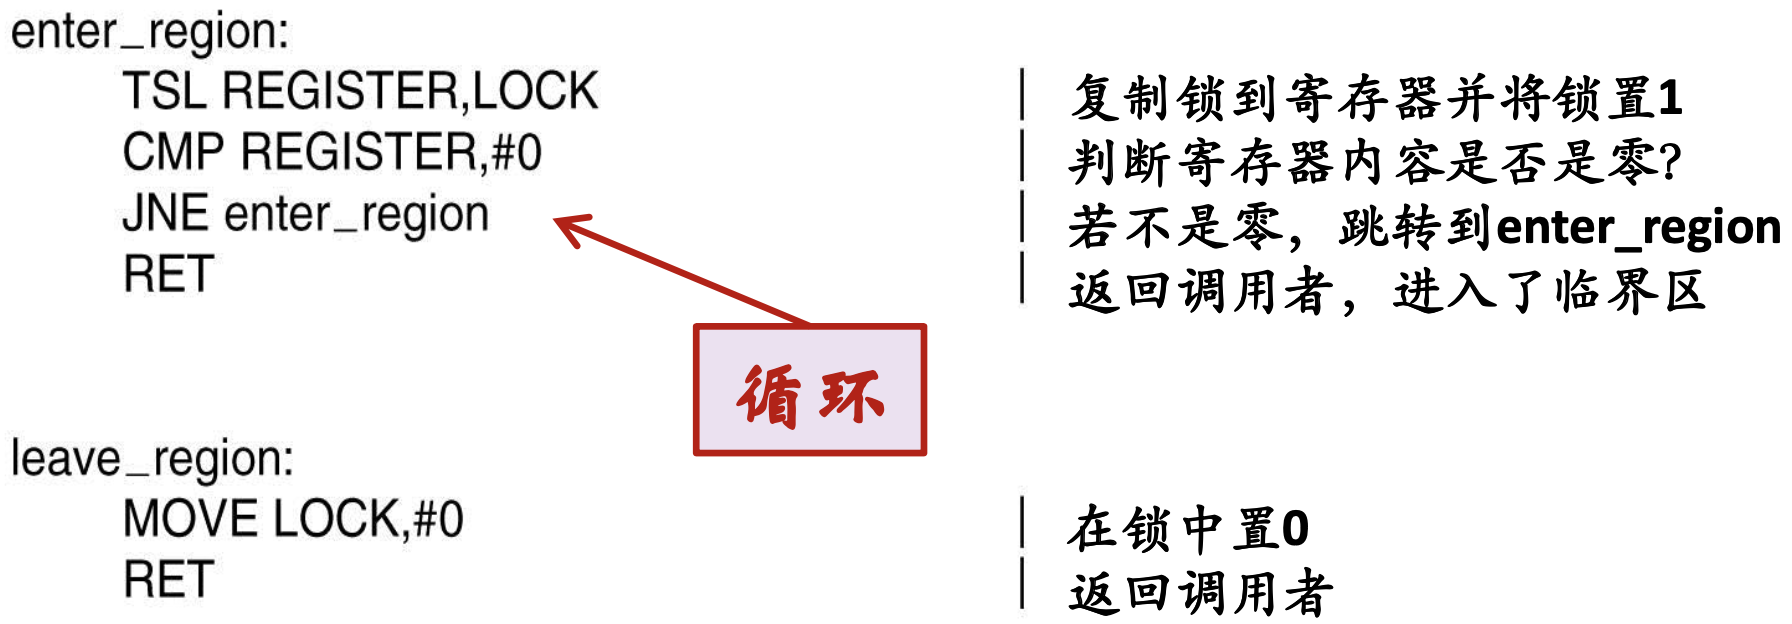 enter_region:
TSL REGISTER,LOCK | 复制锁到寄存器并将锁置1
CMP REGISTER,#0 | 判断寄存器内容是否是零?
JNE enter_region | 若不是零，跳转到enter_region
RET | 返回调用者，进入了临界区
循环
leave_region:
MOVE LOCK,#0 | 在锁中置0
RET | 返回调用者